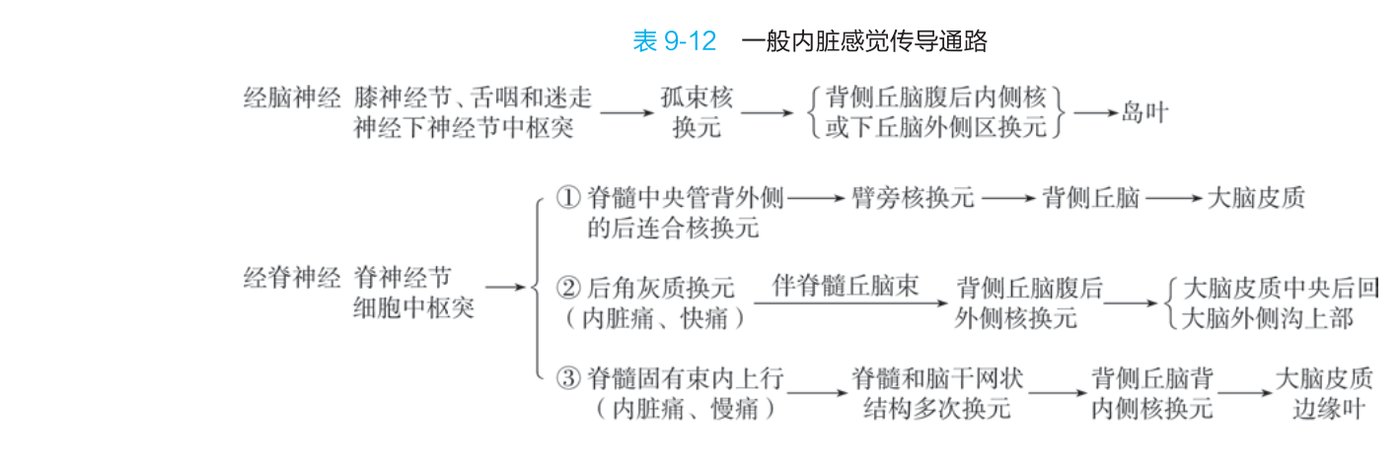 表 9-12 一般内脏感觉传导通路
经脑神经 膝神经节、舌咽和迷走
神经下神经节中枢突
孤束核
换元
背侧丘脑腹后内侧核
或下丘脑外侧区换元
岛叶
经脊神经 脊神经节
细胞中枢突
① 脊髓中央管背外侧
的后连合核换元
臂旁核换元
背侧丘脑
大脑皮质
② 后角灰质换元
（内脏痛、快痛）
伴脊髓丘脑束
背侧丘脑腹后
外侧核换元
大脑皮质中央后回
大脑外侧沟上部
③ 脊髓固有束内上行
（内脏痛、慢痛）
脊髓和脑干网状
结构多次换元
背侧丘脑背
内侧核换元
大脑皮质
边缘叶